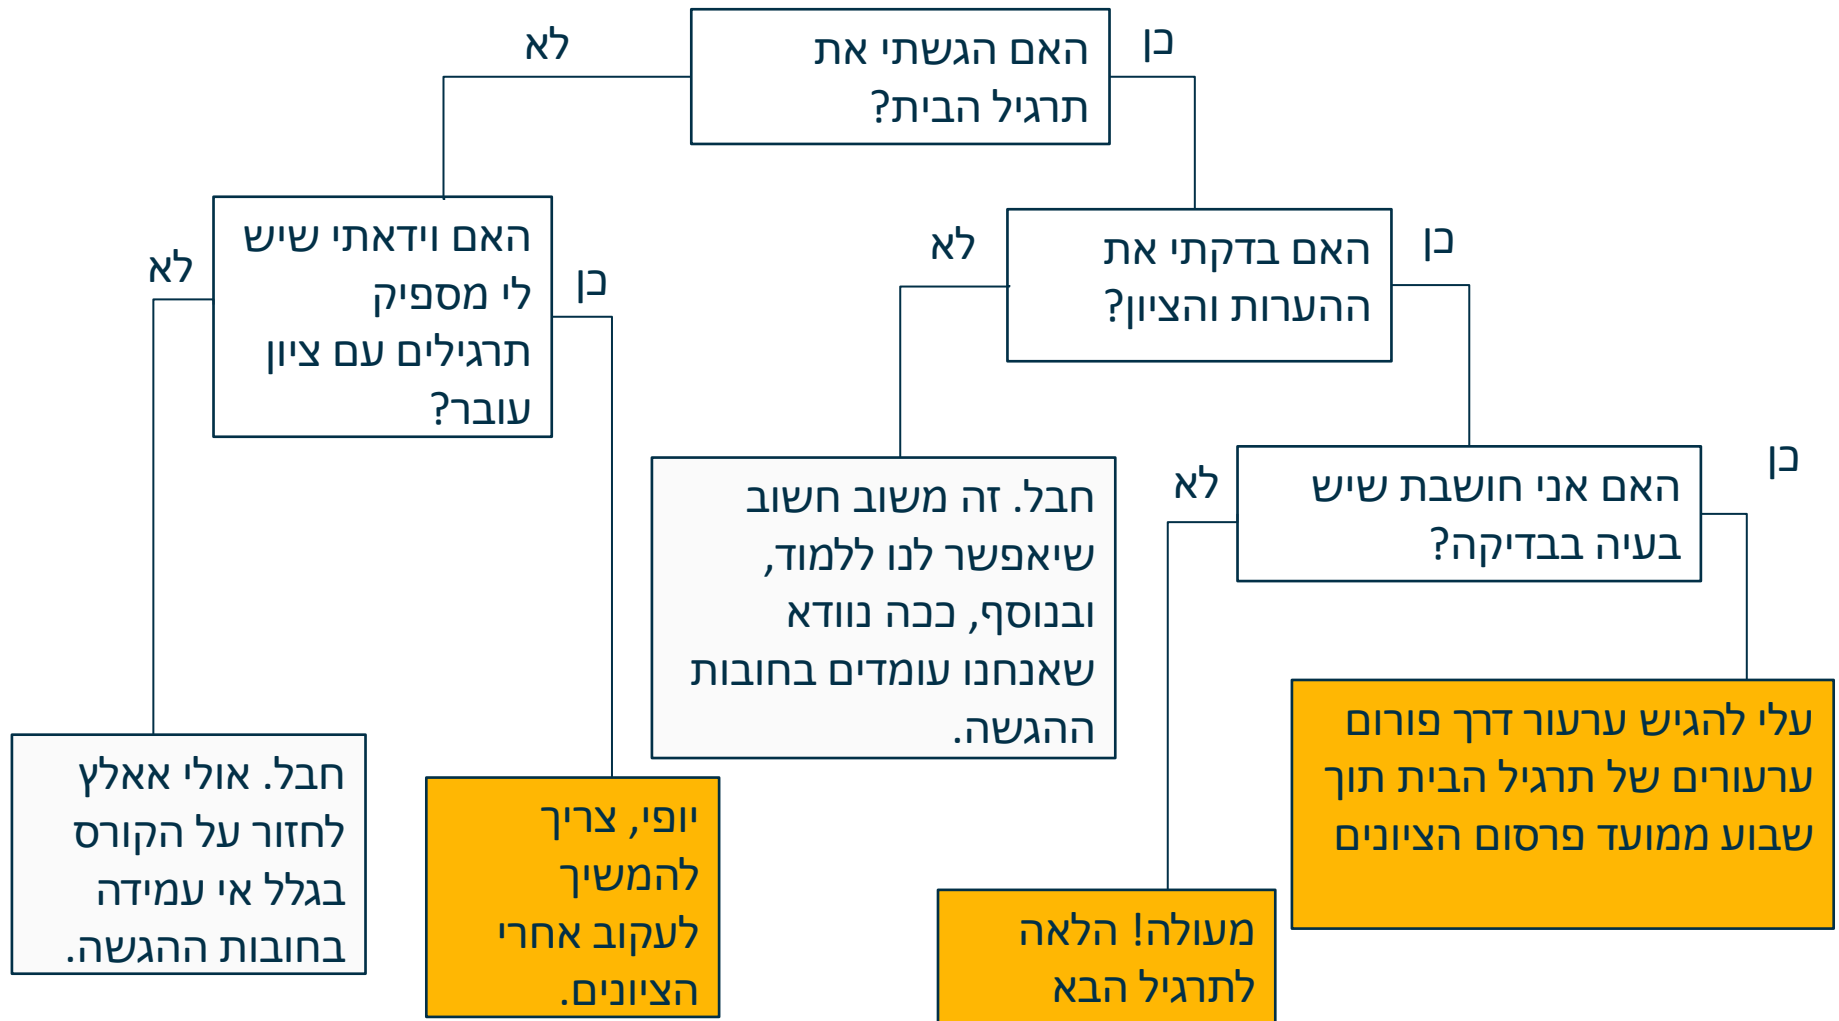 האם הגשתי את
תרגיל הבית?
כן
לא
האם בדקתי את
ההערות והציון?
כן
לא
האם וידאתי שיש
לי מספיק
תרגילים עם ציון
עובר?
כן
לא
האם אני חושבת שיש
בעיה בבדיקה?
כן
לא
חבל. זה משוב חשוב
שיאפשר לנו ללמוד,
ובנוסף, ככה נוודא
שאנחנו עומדים בחובות
ההגשה.
עלי להגיש ערעור דרך פורום
ערעורים של תרגיל הבית תוך
שבוע ממועד פרסום הציונים
מעולה! הלאה
לתרגיל הבא
יופי, צריך
להמשיך
לעקוב אחרי
הציונים.
חבל. אולי אאלץ
לחזור על הקורס
בגלל אי עמידה
בחובות ההגשה.